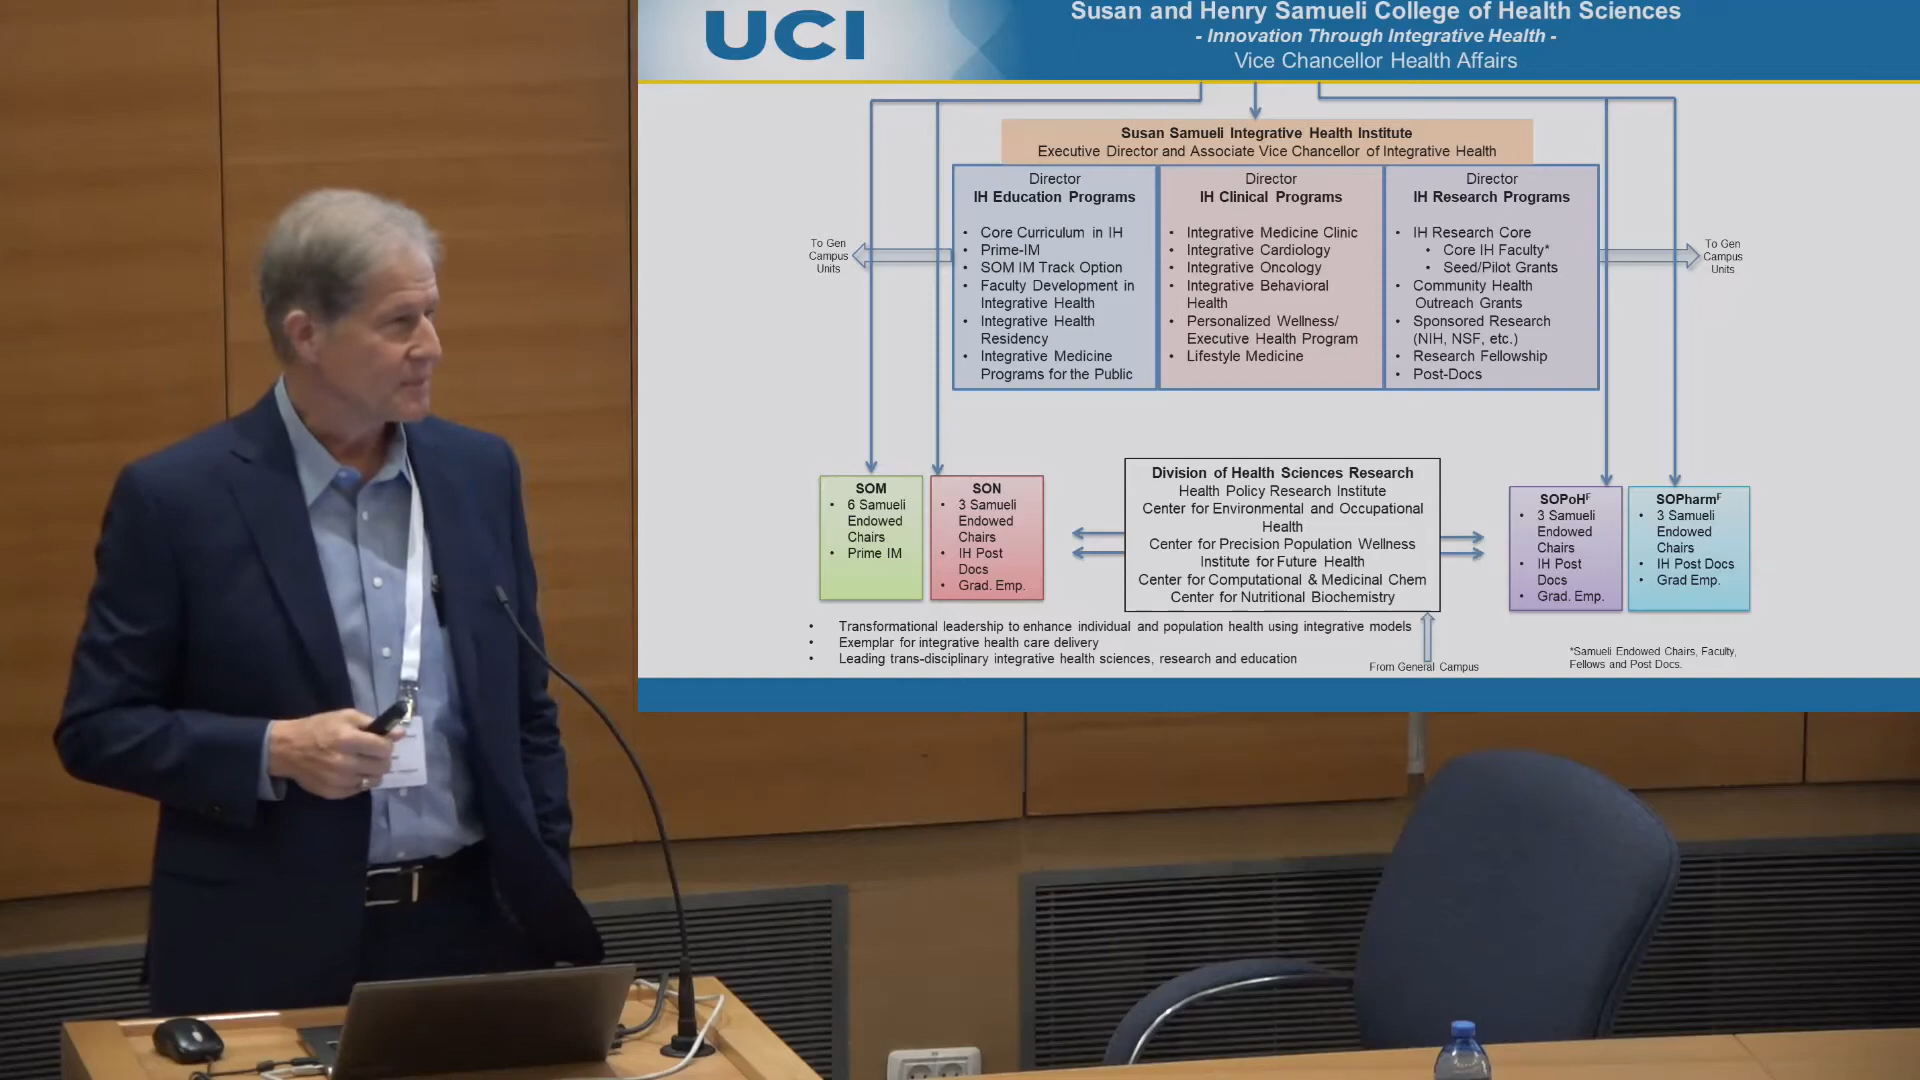 UCI
Susan and Henry Samueli College of Health Sciences
- Innovation Through Integrative Health -
Vice Chancellor Health Affairs
Susan Samueli Integrative Health Institute
Executive Director and Associate Vice Chancellor of Integrative Health
Director
IH Education Programs
• Core Curriculum in IH
• Prime-IM
• SOM IM Track Option
• Faculty Development in
Integrative Health
• Integrative Health
Residency
• Integrative Medicine
Programs for the Public
Director
IH Clinical Programs
• Integrative Medicine Clinic
• Integrative Cardiology
• Integrative Oncology
• Integrative Behavioral
Health
• Personalized Wellness/
Executive Health Program
• Lifestyle Medicine
Director
IH Research Programs
• IH Research Core
• Core IH Faculty*
• Seed/Pilot Grants
• Community Health
Outreach Grants
• Sponsored Research
(NIH, NSF, etc.)
• Research Fellowship
• Post-Docs
To Gen
Campus
Units
To Gen
Campus
Units
SOM
• 6 Samueli
Endowed
Chairs
• Prime IM
SON
• 3 Samueli
Endowed
Chairs
• IH Post
Docs
• Grad. Emp.
Division of Health Sciences Research
Health Policy Research Institute
Center for Environmental and Occupational
Health
Center for Precision Population Wellness
Institute for Future Health
Center for Computational & Medicinal Chem
Center for Nutritional Biochemistry
SOPoHF
• 3 Samueli
Endowed
Chairs
• IH Post
Docs
• Grad. Emp.
SOPharmF
• 3 Samueli
Endowed
Chairs
• IH Post Docs
• Grad Emp.
• Transformational leadership to enhance individual and population health using integrative models
• Exemplar for integrative health care delivery
• Leading trans-disciplinary integrative health sciences, research and education
From General Campus
*Samueli Endowed Chairs, Faculty,
Fellows and Post Docs.